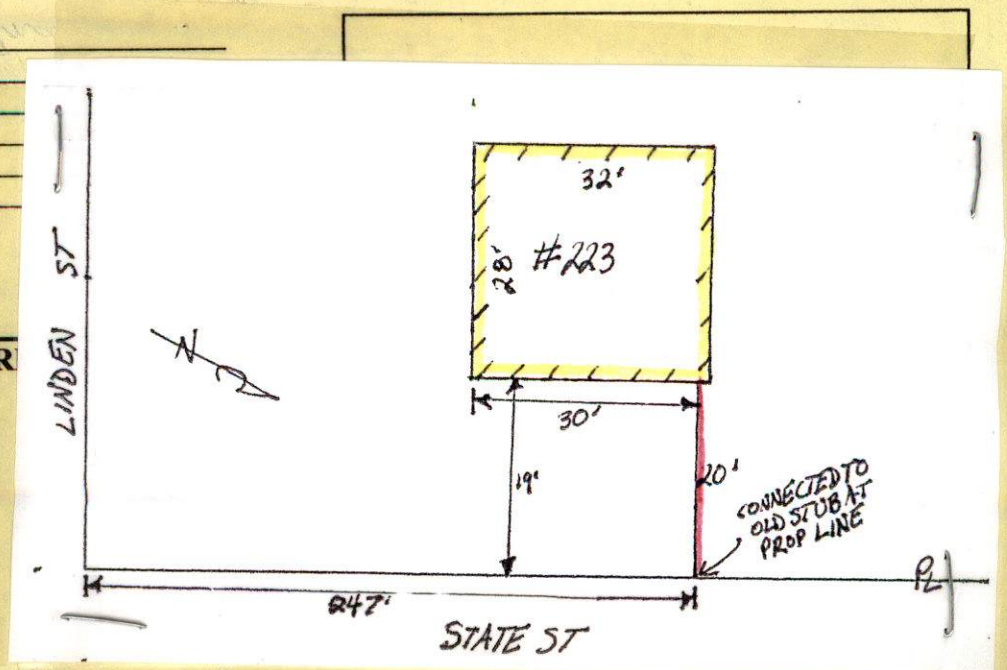 32'
28'
#223
LINDEN ST
N
30'
19'
20'
CONNECTED TO
OLD STUB AT
PROP LINE
PL
247'
STATE ST